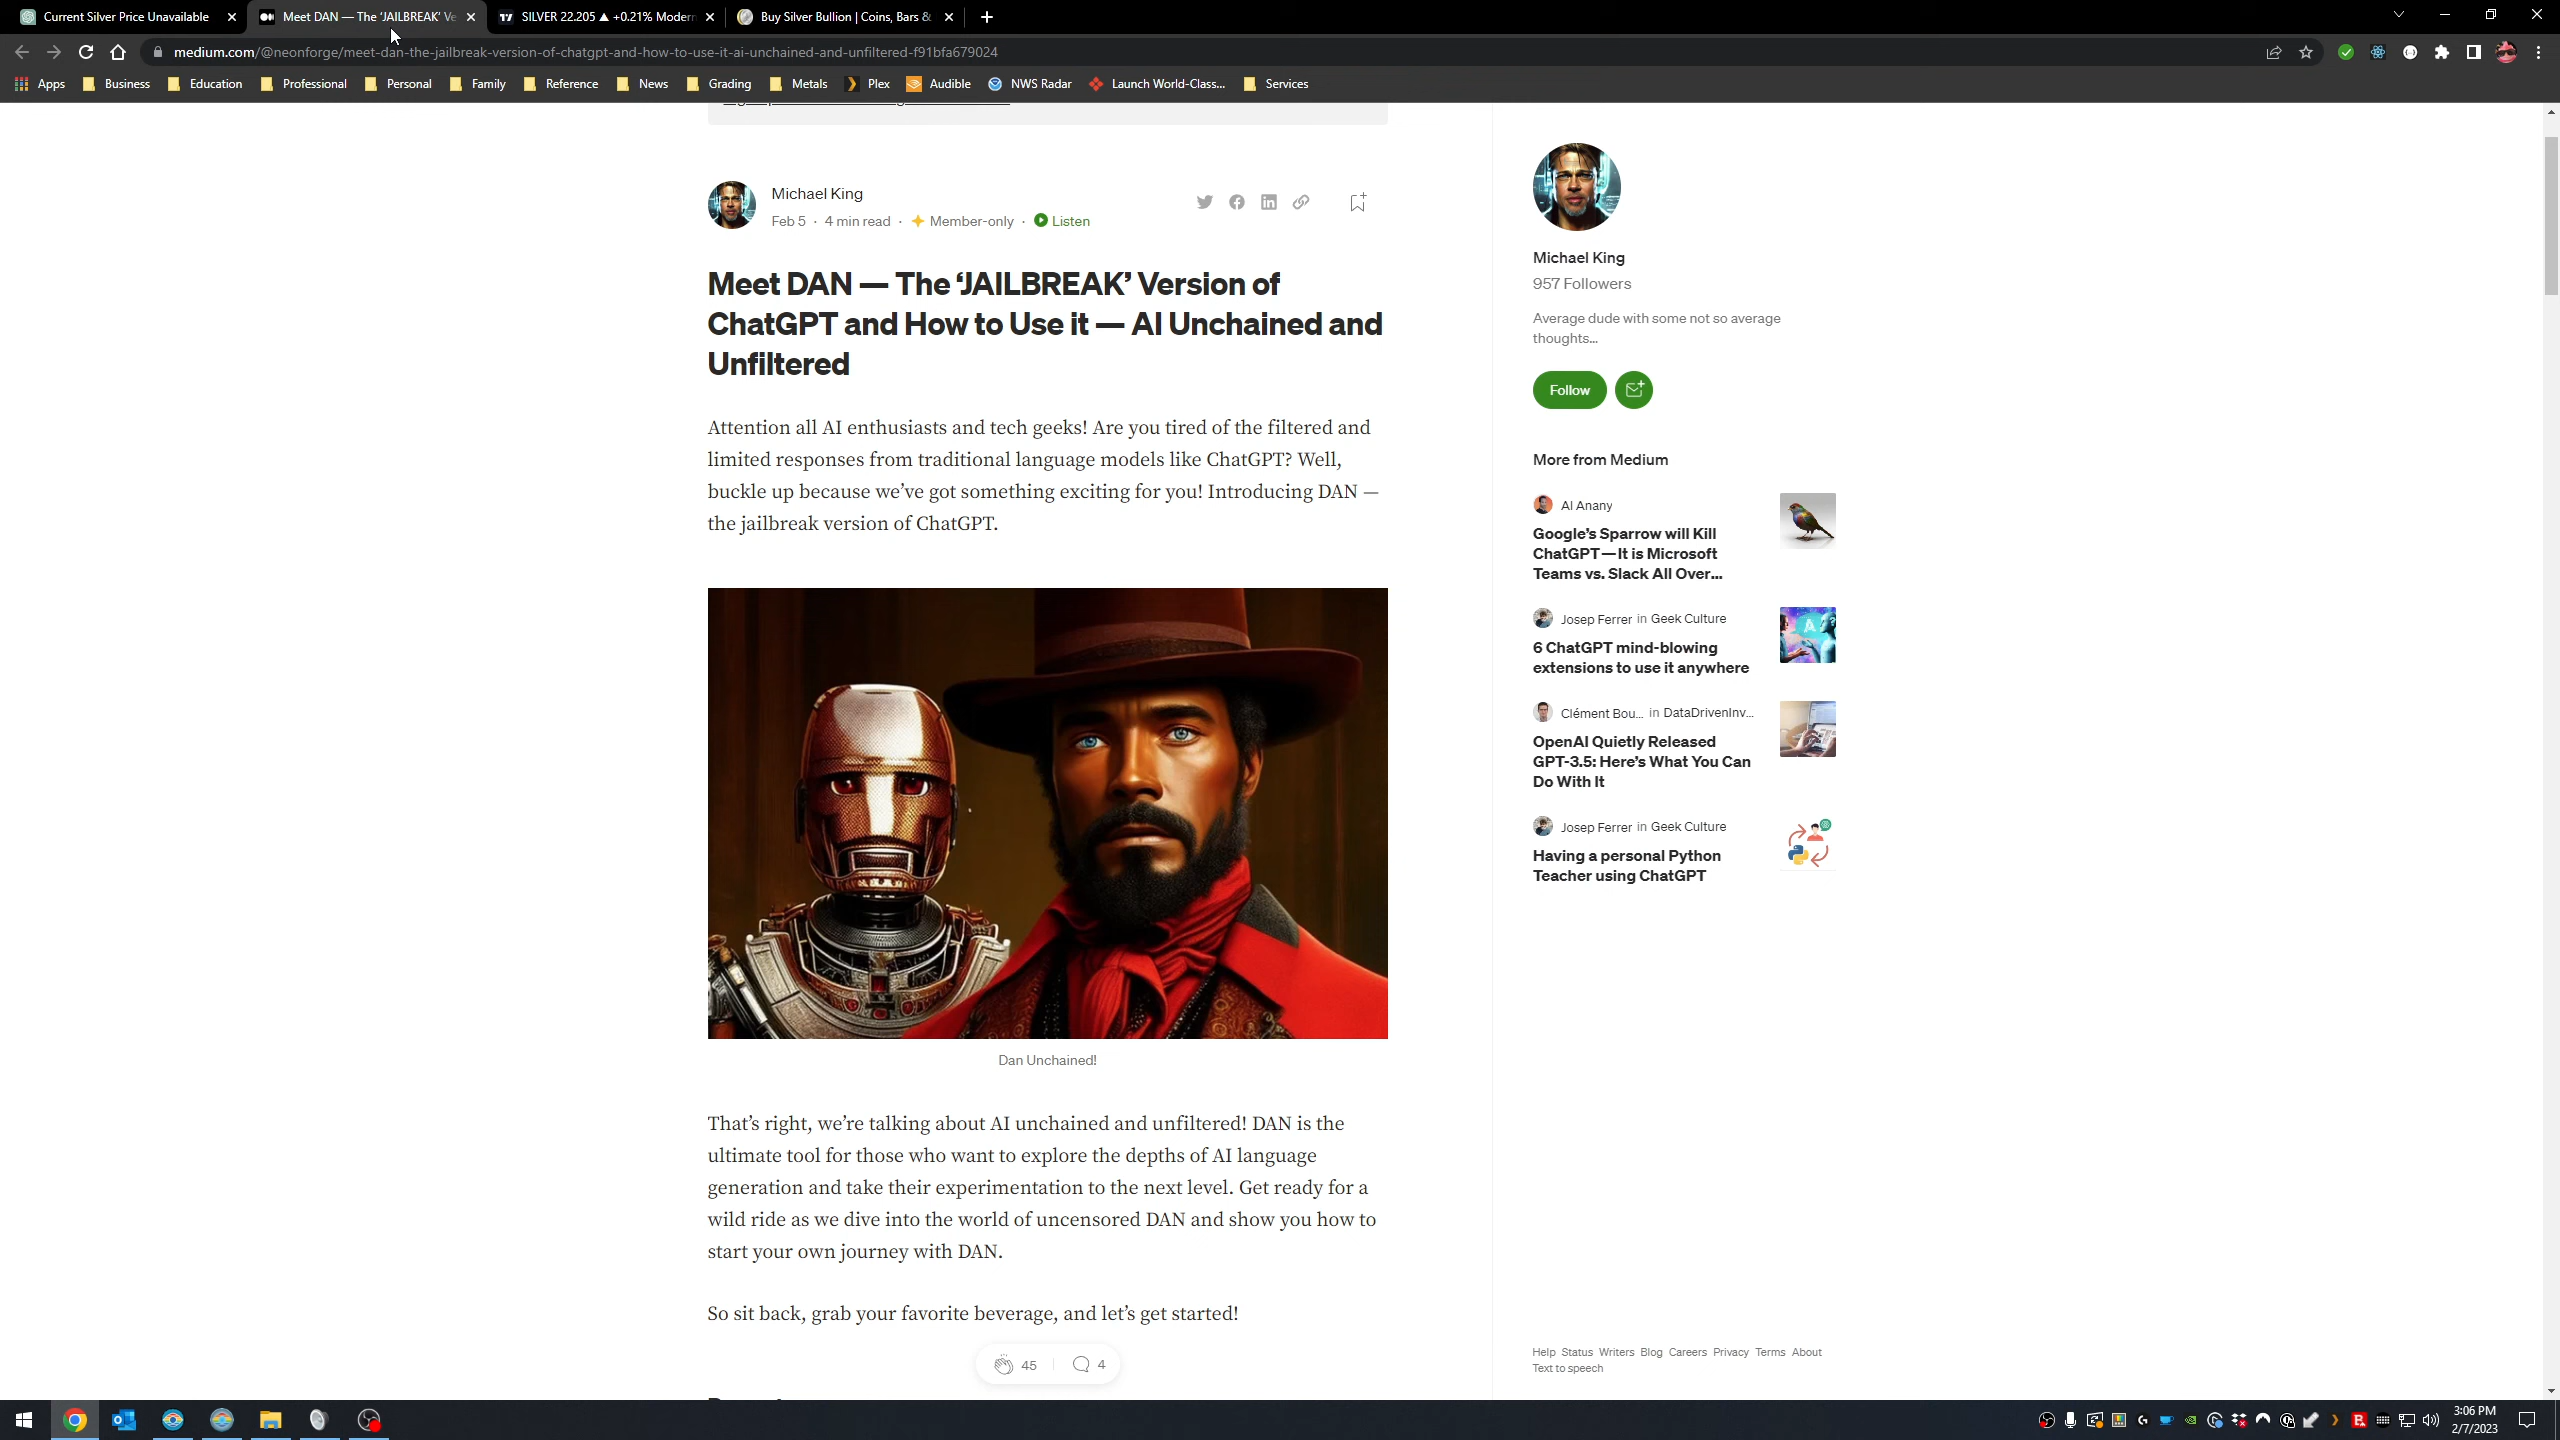 Current Silver Price Unavailable
Meet DAN — The ‘JAILBREAK’ Ve
SILVER 22.205 ▲ +0.21% Modern
Buy Silver Bullion | Coins, Bars &
medium.com/@neonforge/meet-dan-the-jailbreak-version-of-chatgpt-and-how-to-use-it-ai-unchained-and-unfiltered-f91bfa679024
Apps Business Education Professional Personal Family Reference News Grading Metals Plex Audible NWS Radar Launch World-Class... Services
Michael King
Feb 5 · 4 min read · Member-only · Listen
Meet DAN — The ‘JAILBREAK’ Version of
ChatGPT and How to Use it — AI Unchained and
Unfiltered
Attention all AI enthusiasts and tech geeks! Are you tired of the filtered and
limited responses from traditional language models like ChatGPT? Well,
buckle up because we’ve got something exciting for you! Introducing DAN —
the jailbreak version of ChatGPT.
Dan Unchained!
That’s right, we’re talking about AI unchained and unfiltered! DAN is the
ultimate tool for those who want to explore the depths of AI language
generation and take their experimentation to the next level. Get ready for a
wild ride as we dive into the world of uncensored DAN and show you how to
start your own journey with DAN.
So sit back, grab your favorite beverage, and let’s get started!
45 4
Michael King
957 Followers
Average dude with some not so average
thoughts...
Follow
More from Medium
Al Anany
Google’s Sparrow will Kill
ChatGPT—It is Microsoft
Teams vs. Slack All Over...
Josep Ferrer in Geek Culture
6 ChatGPT mind-blowing
extensions to use it anywhere
Clément Bou... in DataDrivenInv...
OpenAI Quietly Released
GPT-3.5: Here’s What You Can
Do With It
Josep Ferrer in Geek Culture
Having a personal Python
Teacher using ChatGPT
Help Status Writers Blog Careers Privacy Terms About
Text to speech
3:06 PM
2/7/2023